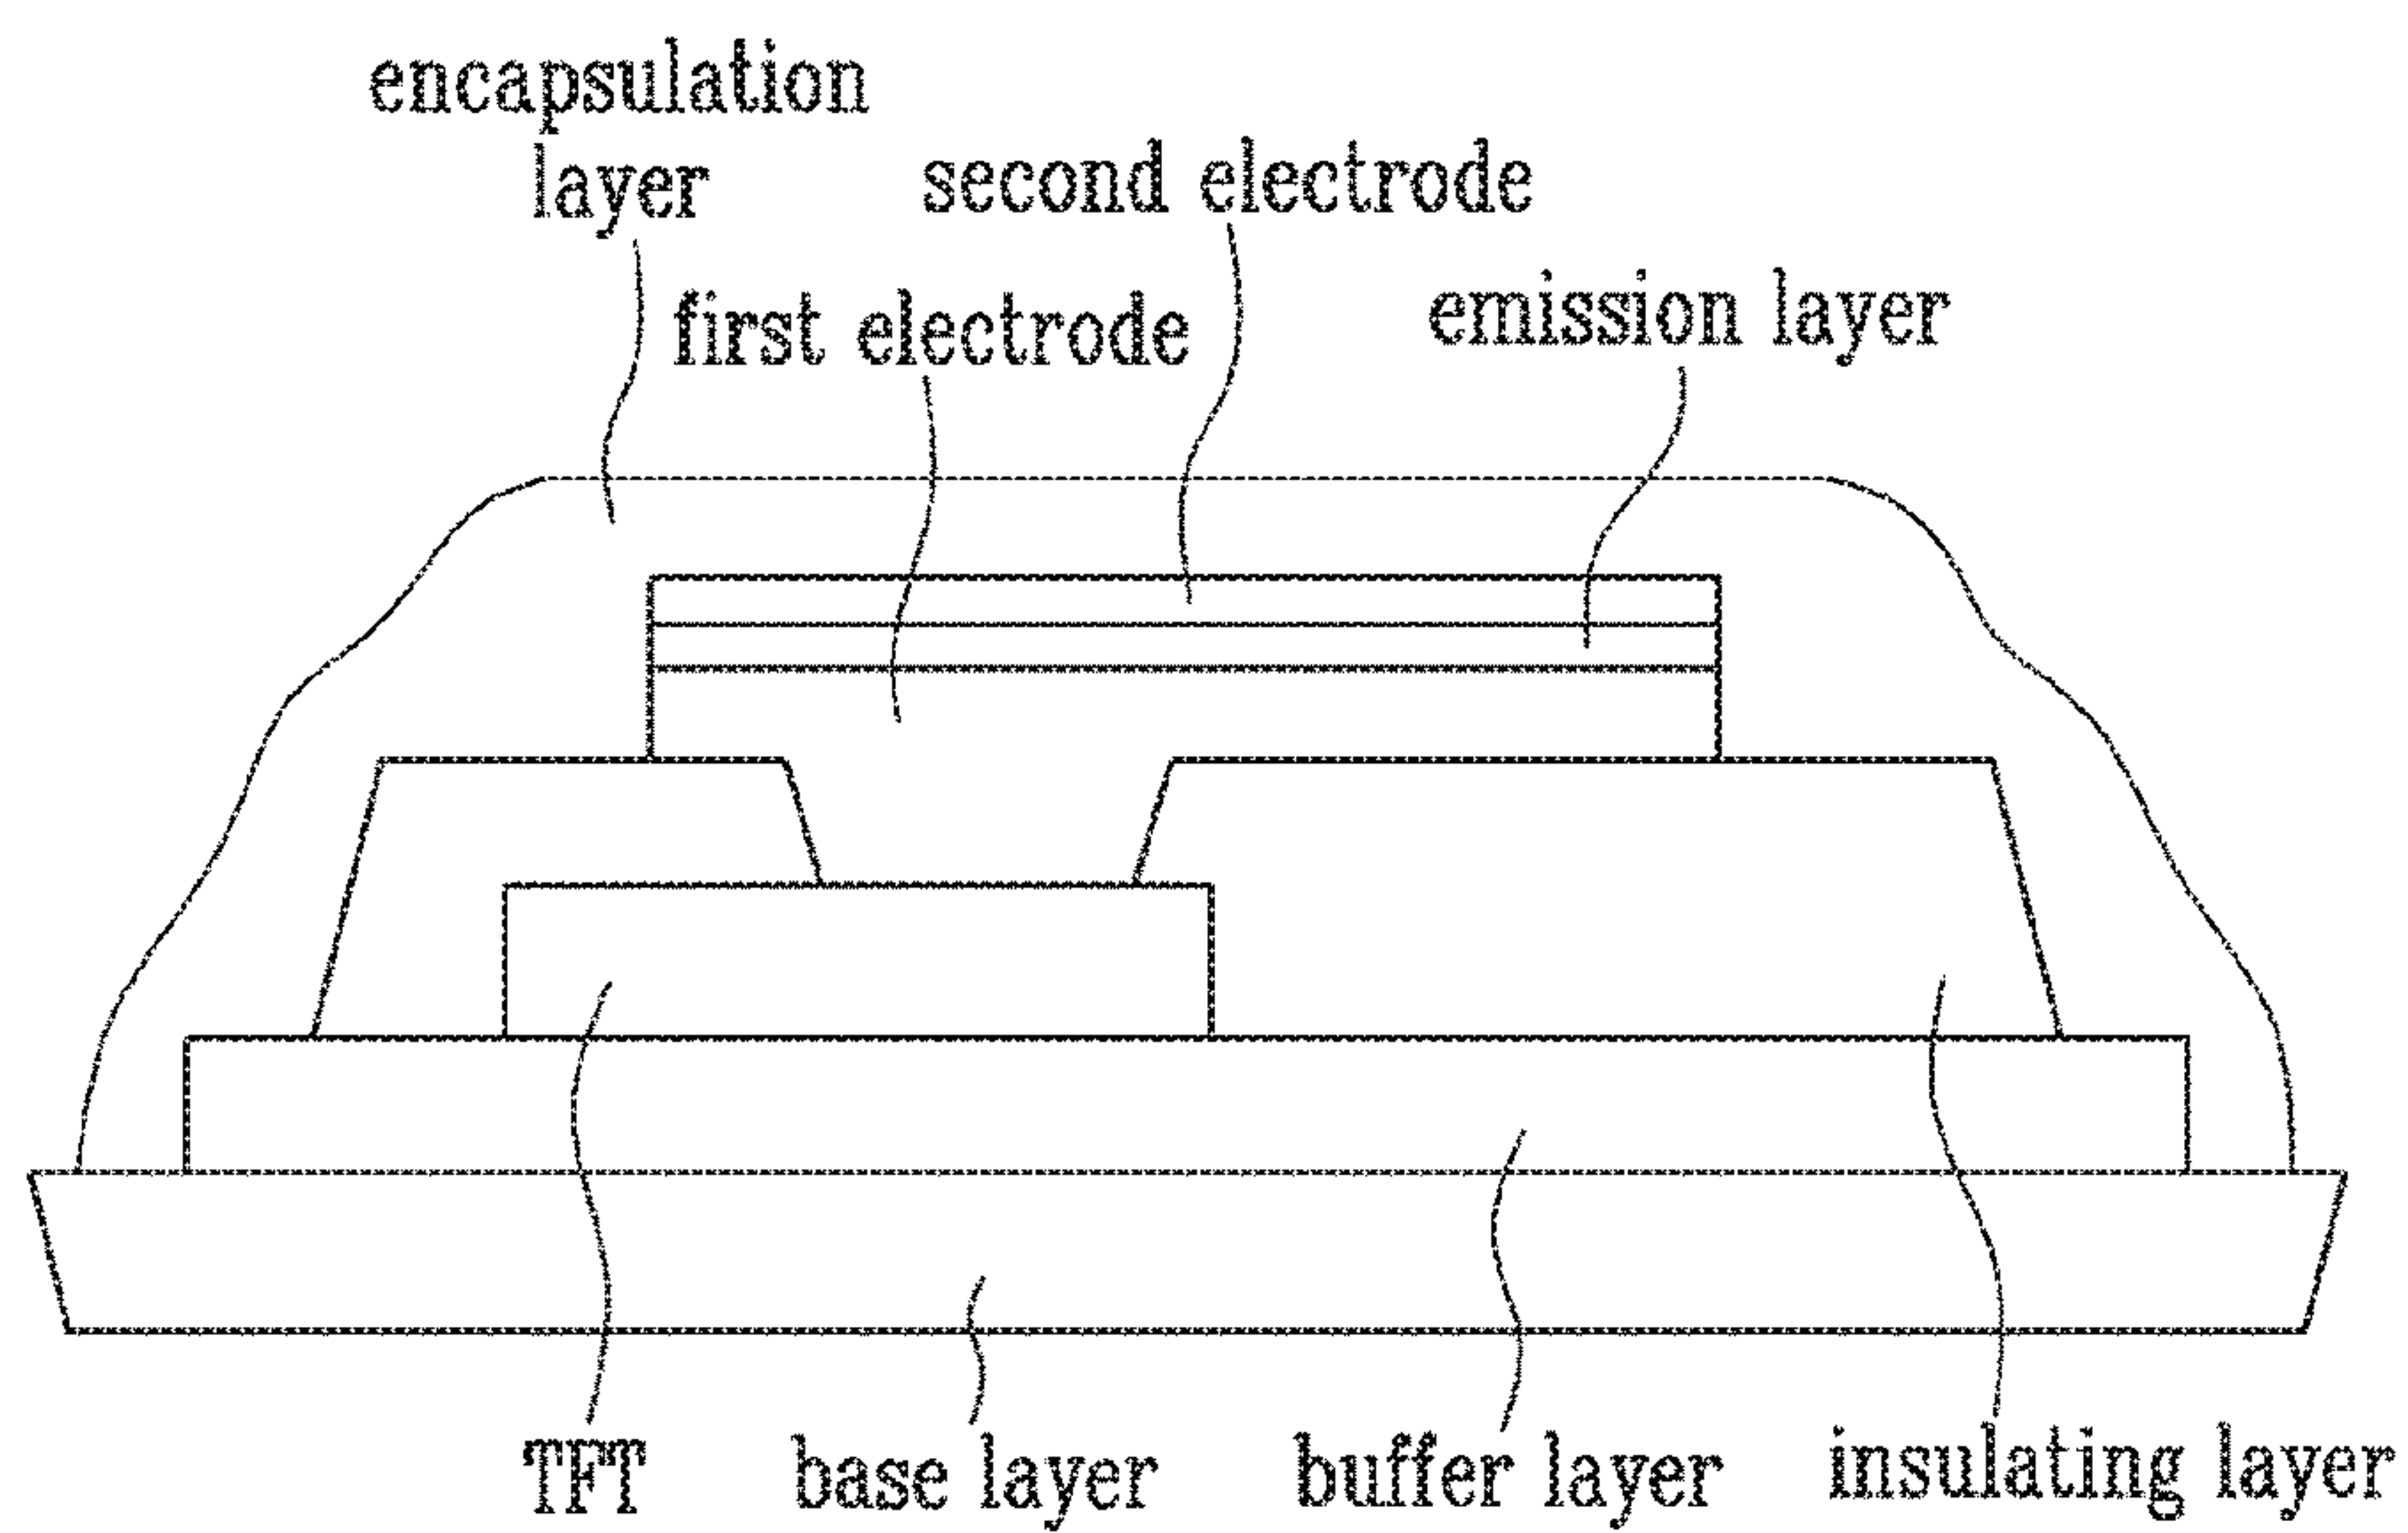 encapsulation
layer
second electrode
first electrode
emission layer
TFT
base layer
buffer layer
insulating layer